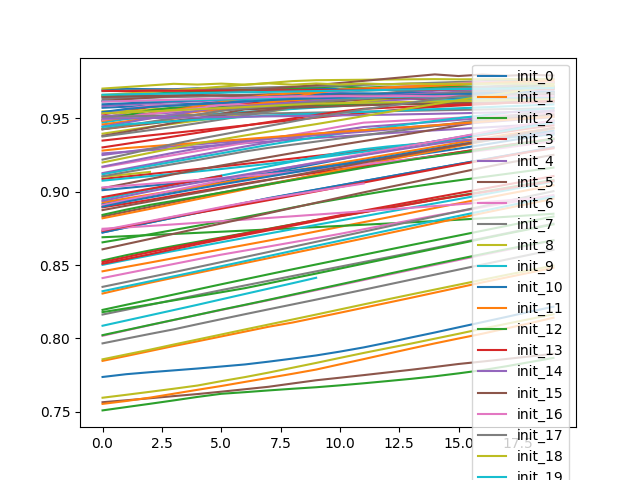 0.95
0.90
0.85
0.80
0.75
0.0
2.5
5.0
7.5
10.0
12.5
15.0
17.5
init_0
init_1
init_2
init_3
init_4
init_5
init_6
init_7
init_8
init_9
init_10
init_11
init_12
init_13
init_14
init_15
init_16
init_17
init_18
init_19